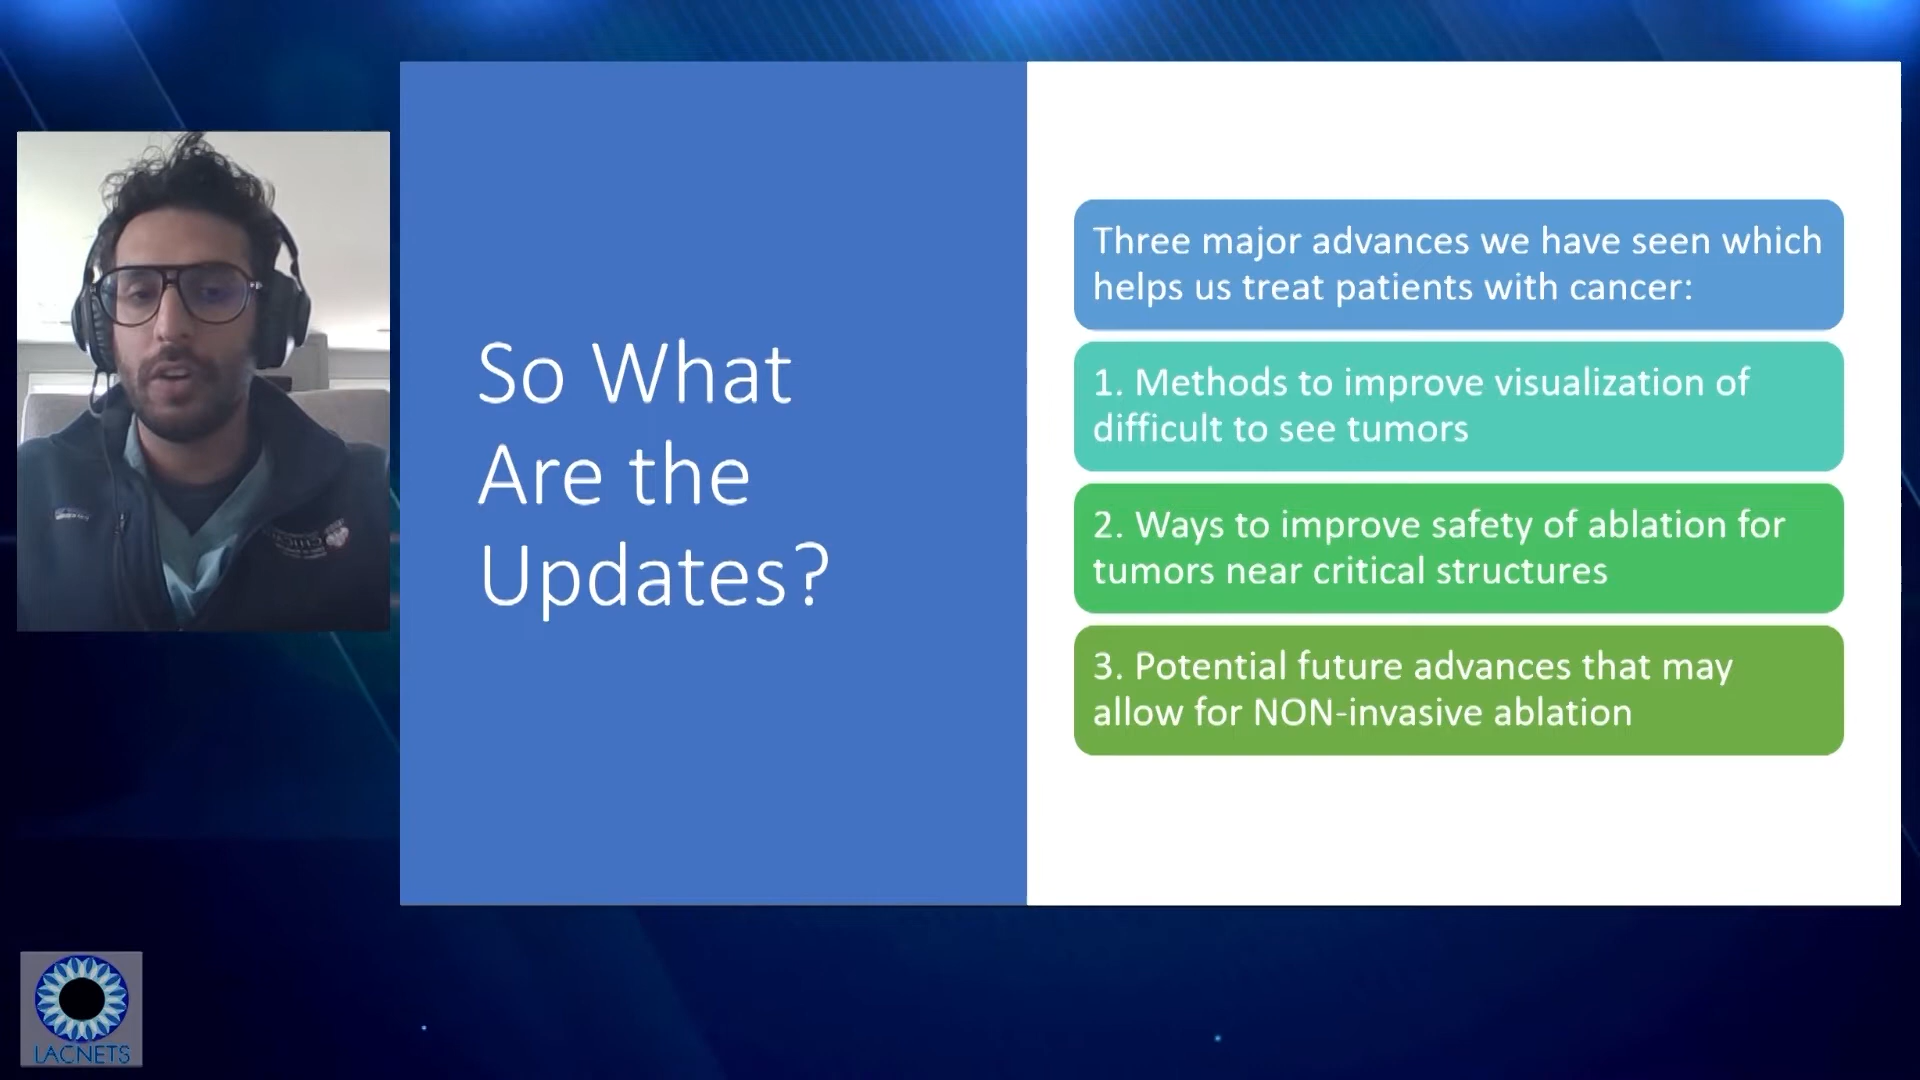 So What
Are the
Updates?
Three major advances we have seen which
helps us treat patients with cancer:
1. Methods to improve visualization of
difficult to see tumors
2. Ways to improve safety of ablation for
tumors near critical structures
3. Potential future advances that may
allow for NON-invasive ablation
LACNETS